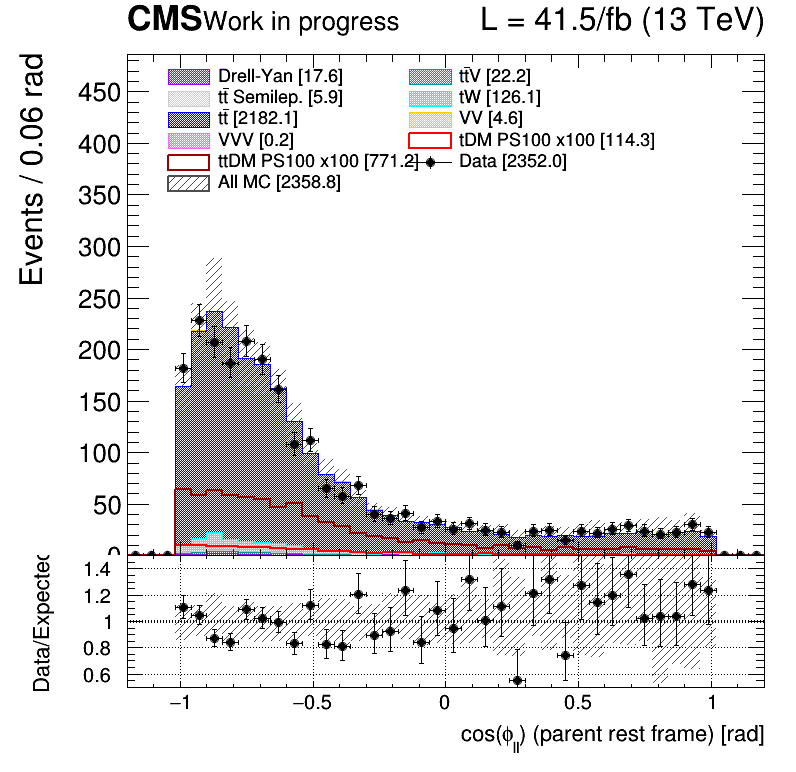 CMS Work in progress L = 41.5/fb (13 TeV)
Events / 0.06 rad
Drell-Yan [17.6] tt̄V [22.2]
tt̄ Semilep. [5.9] tW [126.1]
tt̄ [2182.1] VV [4.6]
VVV [0.2] tDM PS100 x100 [114.3]
ttDM PS100 x100 [771.2] Data [2352.0]
All MC [2358.8]
450
400
350
300
250
200
150
100
50
0
Data/Expected
1.4
1.2
1
0.8
0.6
−1 −0.5 0 0.5 1
cos(ϕ_ll) (parent rest frame) [rad]